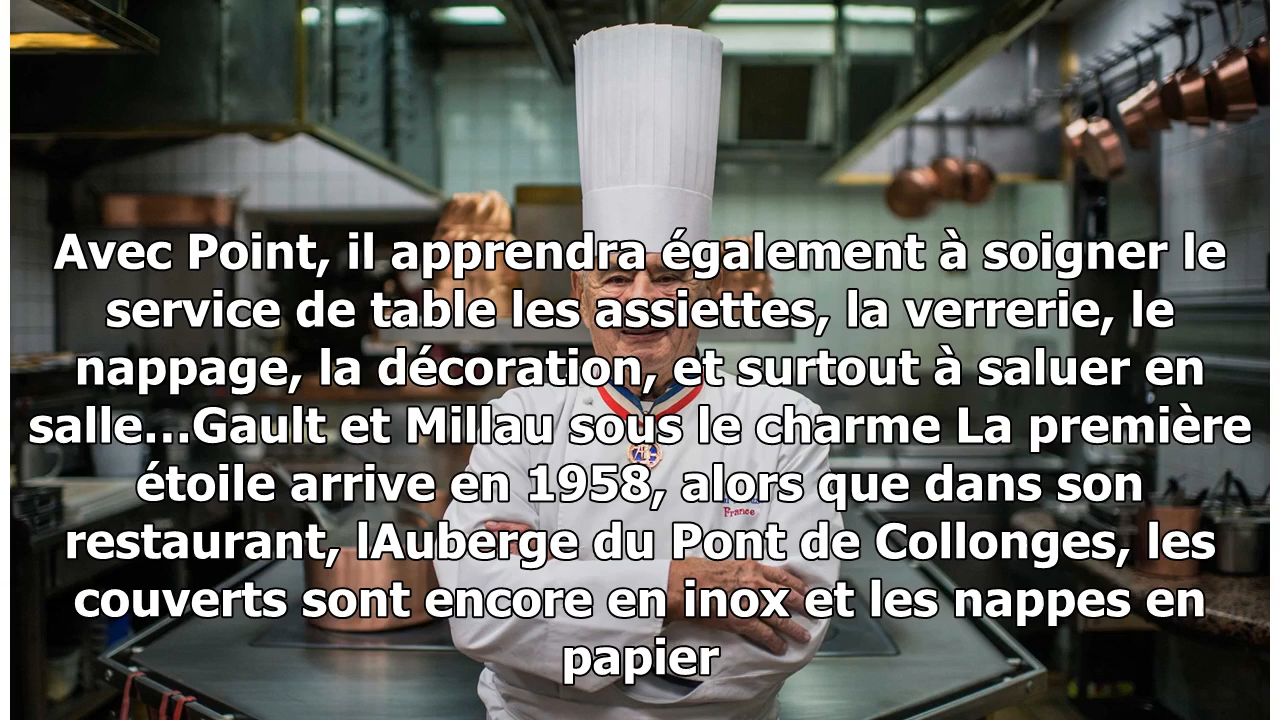 Avec Point, il apprendra également à soigner le
service de table les assiettes, la verrerie, le
nappage, la décoration, et surtout à saluer en
salle...Gault et Millau sous le charme La première
étoile arrive en 1958, alors que dans son
restaurant, lAuberge du Pont de Collonges, les
couverts sont encore en inox et les nappes en
papier
France